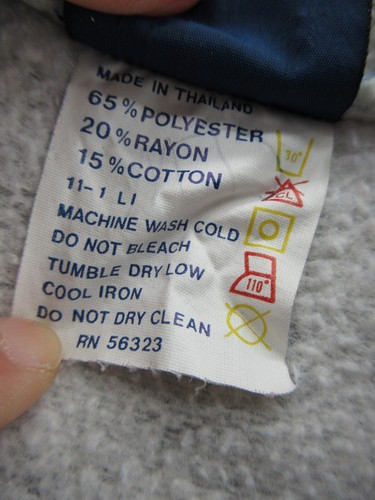 MADE IN THAILAND
65% POLYESTER
20% RAYON
15% COTTON
11-1 LI
MACHINE WASH COLD
DO NOT BLEACH
TUMBLE DRY LOW
COOL IRON
DO NOT DRY CLEAN
RN 56323
30°
CL
110°